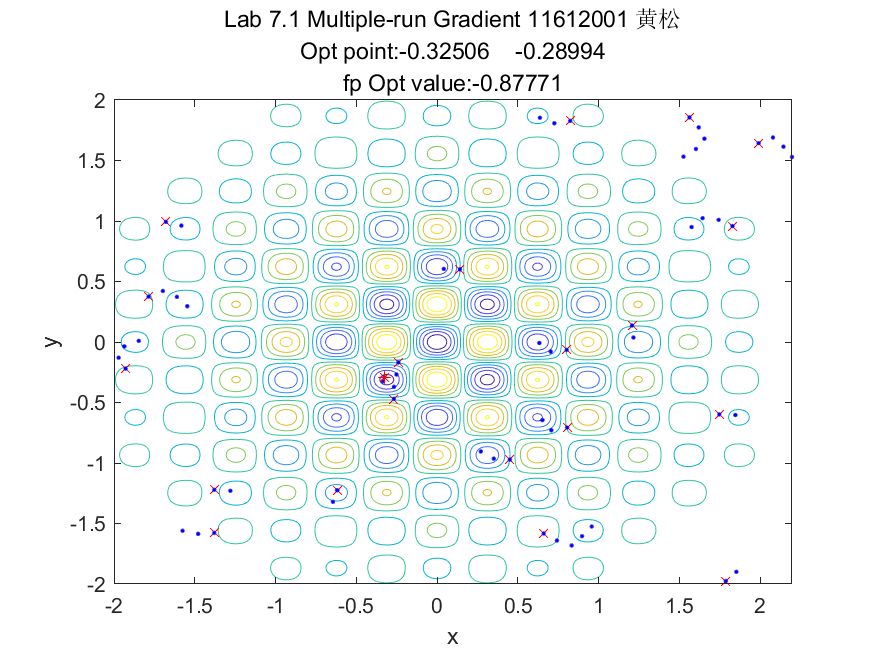 Lab 7.1 Multiple-run Gradient 11612001 黄松
Opt point:-0.32506 -0.28994
fp Opt value:-0.87771
2
1.5
1
0.5
0
-0.5
-1
-1.5
-2
y
-2 -1.5 -1 -0.5 0 0.5 1 1.5 2
x